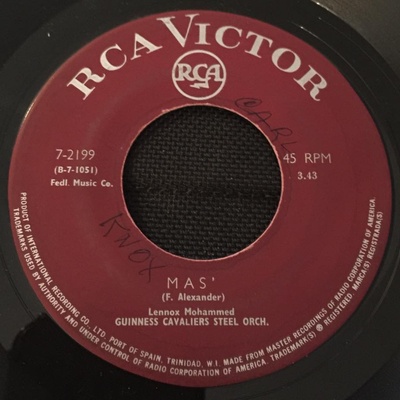 RCA VICTOR
RCA
CARL
7-2199
45 RPM
(B-7-1051)
3.43
Fedl. Music Co.
KNOX
MAS'
(F. Alexander)
Lennox Mohammed
GUINNESS CAVALIERS STEEL ORCH.
PRODUCT OF INTERNATIONAL RECORDING CO. LTD., PORT OF SPAIN, TRINIDAD, W I. MADE FROM MASTER RECORDINGS OF RADIO CORPORATION OF AMERICA.
TRADEMARKS USED BY AUTHORITY AND UNDER CONTROL OF RADIO CORPORATION OF AMERICA, TRADEMARK(S) ® REGISTERED. MARCA(S) REGISTRADA(S)